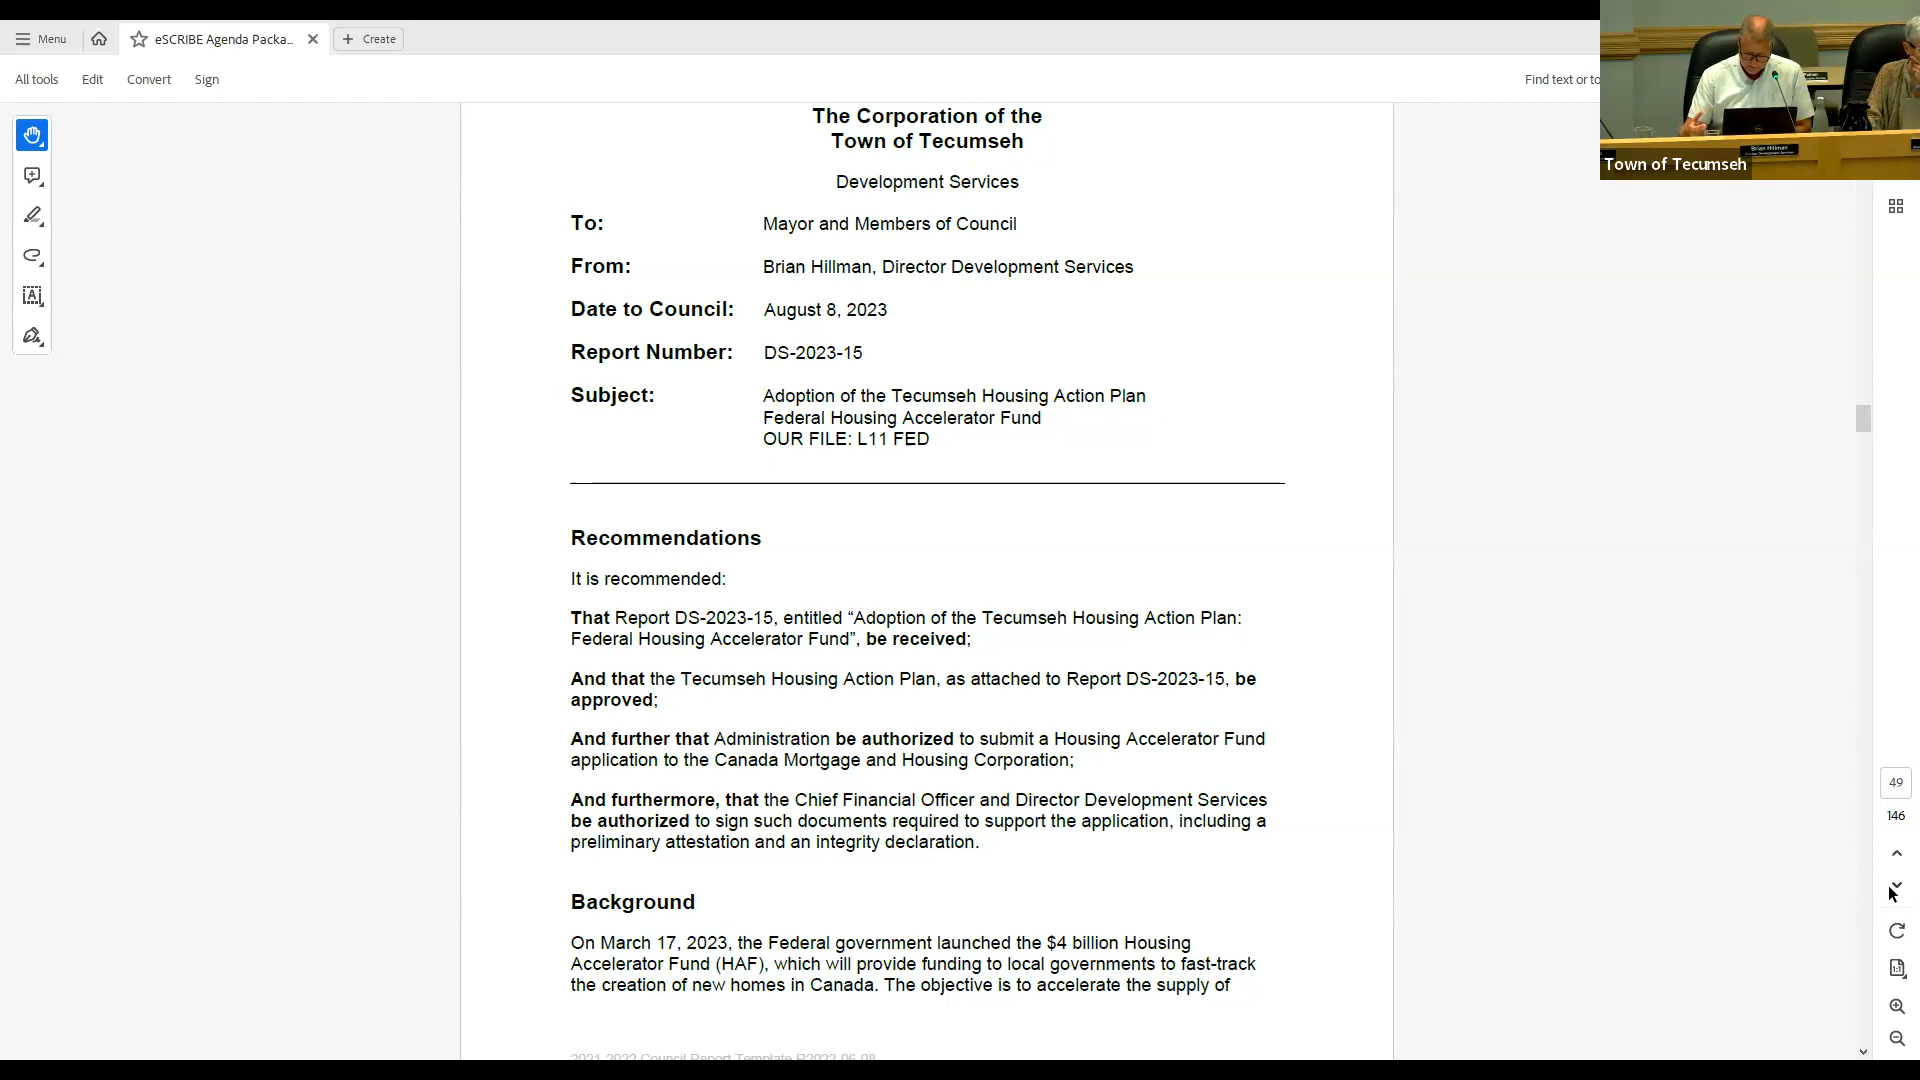 Menu
eSCRIBE Agenda Packa...
Create
All tools
Edit
Convert
Sign
Find text or to
Brian Hillman
Town of Tecumseh
The Corporation of the
Town of Tecumseh
Development Services
To: Mayor and Members of Council
From: Brian Hillman, Director Development Services
Date to Council: August 8, 2023
Report Number: DS-2023-15
Subject: Adoption of the Tecumseh Housing Action Plan
Federal Housing Accelerator Fund
OUR FILE: L11 FED
Recommendations
It is recommended:
That Report DS-2023-15, entitled “Adoption of the Tecumseh Housing Action Plan:
Federal Housing Accelerator Fund”, be received;
And that the Tecumseh Housing Action Plan, as attached to Report DS-2023-15, be
approved;
And further that Administration be authorized to submit a Housing Accelerator Fund
application to the Canada Mortgage and Housing Corporation;
And furthermore, that the Chief Financial Officer and Director Development Services
be authorized to sign such documents required to support the application, including a
preliminary attestation and an integrity declaration.
Background
On March 17, 2023, the Federal government launched the $4 billion Housing
Accelerator Fund (HAF), which will provide funding to local governments to fast-track
the creation of new homes in Canada. The objective is to accelerate the supply of
2021-2022 Council Report Template R2022-06-08
49
146